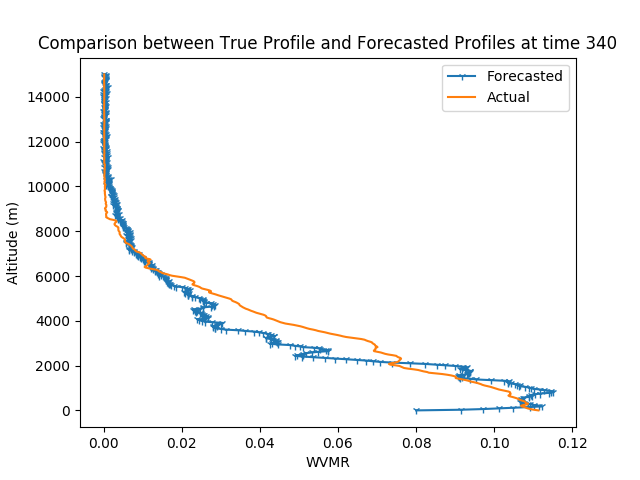 Comparison between True Profile and Forecasted Profiles at time 340
Forecasted
Actual
14000
12000
10000
8000
6000
4000
2000
0
Altitude (m)
0.00 0.02 0.04 0.06 0.08 0.10 0.12
WVMR